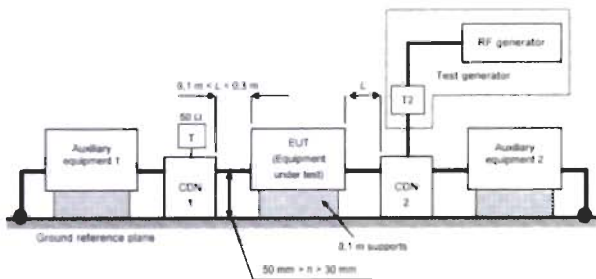 RF generator
Test generator
T2
0,1 m < L < 0,3 m
L
50 Ω
T
Auxiliary
equipment 1
CDN
1
EUT
(Equipment
under test)
CDN
2
Auxiliary
equipment 2
Ground reference plane
0,1 m supports
50 mm > h > 30 mm